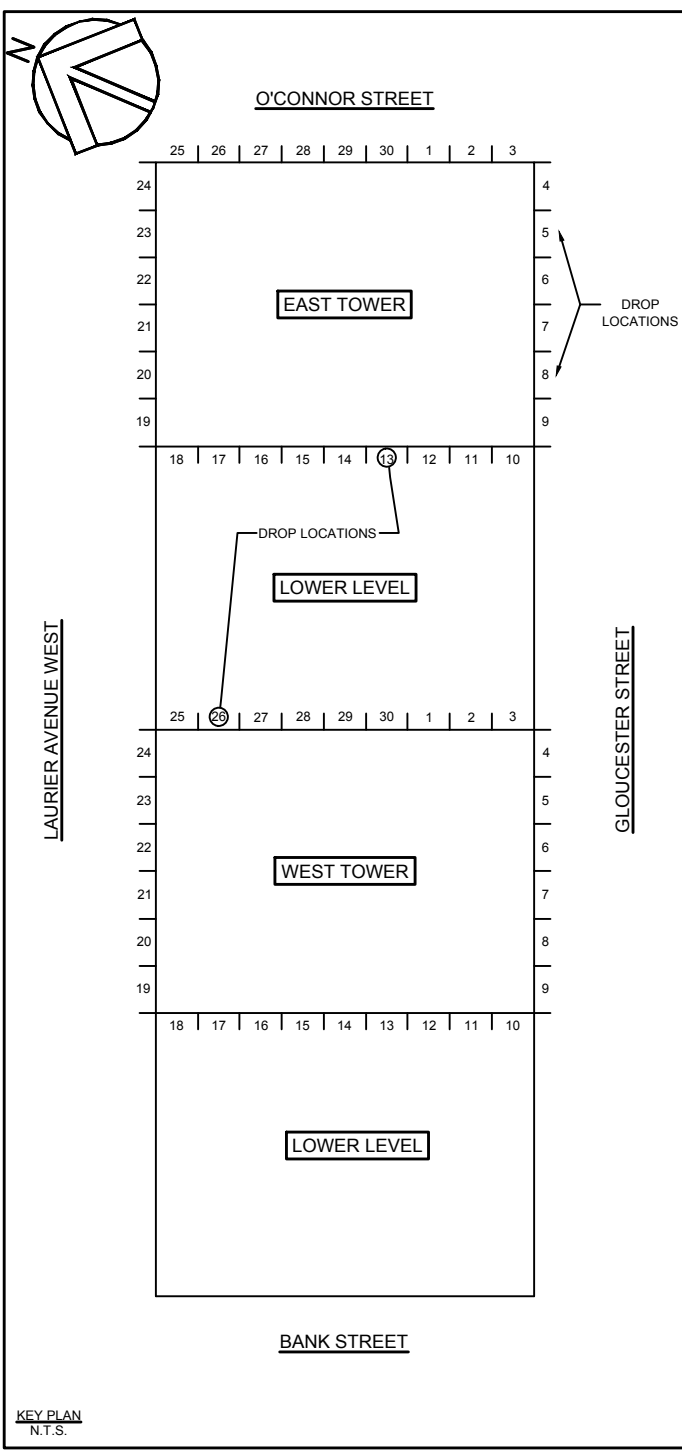 N
O'CONNOR STREET
25 26 27 28 29 30 1 2 3
24 4
23 5
22 6
EAST TOWER
DROP
LOCATIONS
21 7
20 8
19 9
18 17 16 15 14 13 12 11 10
DROP LOCATIONS
LOWER LEVEL
LAURIER AVENUE WEST
GLOUCESTER STREET
25 26 27 28 29 30 1 2 3
24 4
23 5
22 6
WEST TOWER
21 7
20 8
19 9
18 17 16 15 14 13 12 11 10
LOWER LEVEL
BANK STREET
KEY PLAN
N.T.S.